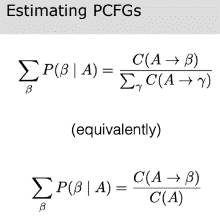 Estimating PCFGs
∑_β P(β | A) = C(A → β) / ∑_γ C(A → γ)
(equivalently)
∑_β P(β | A) = C(A → β) / C(A)